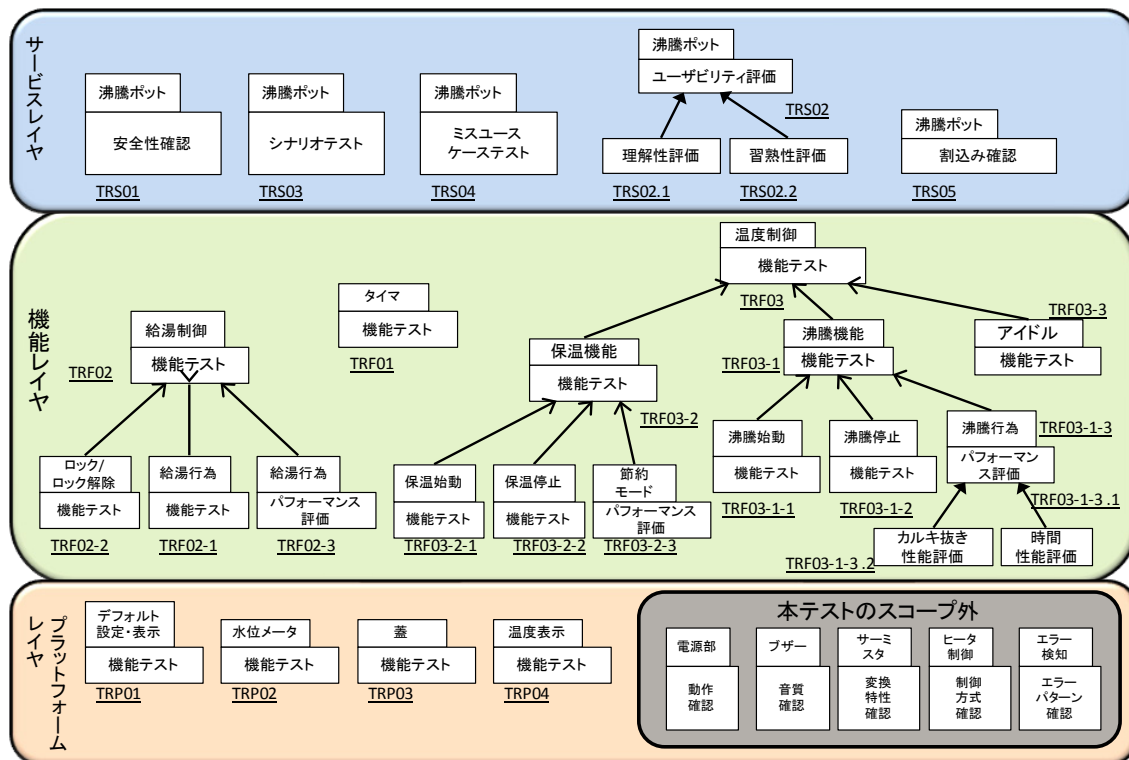 サービスレイヤ
沸騰ポット
安全性確認
TRS01
沸騰ポット
シナリオテスト
TRS03
沸騰ポット
ミスユース
ケーステスト
TRS04
沸騰ポット
ユーザビリティ評価
TRS02
理解性評価
TRS02.1
習熟性評価
TRS02.2
沸騰ポット
割込み確認
TRS05
機能レイヤ
給湯制御
機能テスト
TRF02
ロック/
ロック解除
機能テスト
TRF02-2
給湯行為
機能テスト
TRF02-1
給湯行為
パフォーマンス
評価
TRF02-3
タイマ
機能テスト
TRF01
温度制御
機能テスト
TRF03
保温機能
機能テスト
TRF03-2
保温始動
機能テスト
TRF03-2-1
保温停止
機能テスト
TRF03-2-2
節約
モード
パフォーマンス
評価
TRF03-2-3
沸騰機能
機能テスト
TRF03-1
沸騰始動
機能テスト
TRF03-1-1
沸騰停止
機能テスト
TRF03-1-2
沸騰行為
パフォーマン
ス評価
TRF03-1-3
カルキ抜き
性能評価
TRF03-1-3 .2
時間
性能評価
TRF03-1-3 .1
TRF03-3
アイドル
機能テスト
プラットフォーム
レイヤ
デフォルト
設定・表示
機能テスト
TRP01
水位メータ
機能テスト
TRP02
蓋
機能テスト
TRP03
温度表示
機能テスト
TRP04
本テストのスコープ外
電源部
動作
確認
ブザー
音質
確認
サーミ
スタ
変換
特性
確認
ヒータ
制御
制御
方式
確認
エラー
検知
エラー
パターン
確認